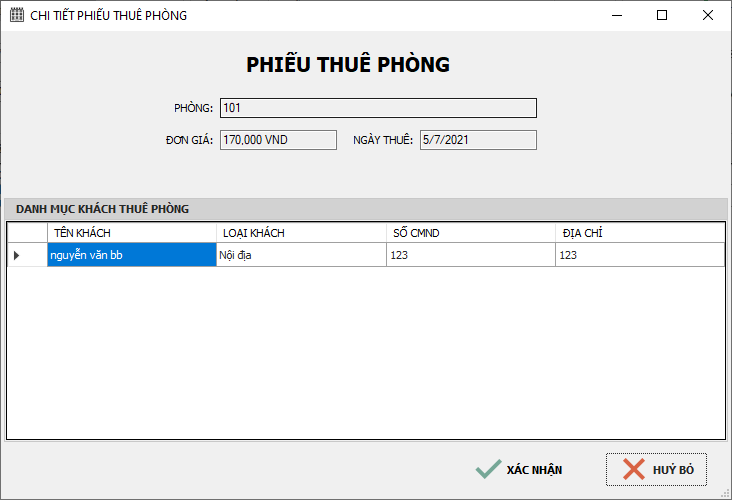 CHI TIẾT PHIẾU THUÊ PHÒNG
PHIẾU THUÊ PHÒNG
PHÒNG: 101
ĐƠN GIÁ: 170,000 VND NGÀY THUÊ: 5/7/2021
DANH MỤC KHÁCH THUÊ PHÒNG
TÊN KHÁCH LOẠI KHÁCH SỐ CMND ĐỊA CHỈ
nguyễn văn bb Nội địa 123 123
XÁC NHẬN HUỶ BỎ